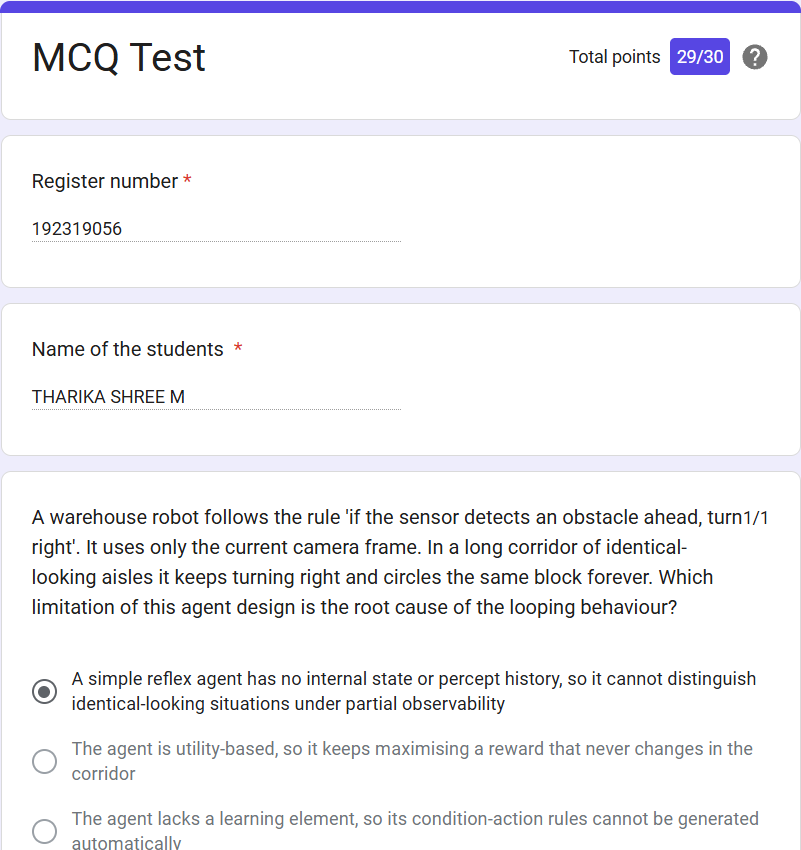 MCQ Test
Total points 29/30
Register number *
192319056
Name of the students *
THARIKA SHREE M
A warehouse robot follows the rule 'if the sensor detects an obstacle ahead, turn 1/1
right'. It uses only the current camera frame. In a long corridor of identical-
looking aisles it keeps turning right and circles the same block forever. Which
limitation of this agent design is the root cause of the looping behaviour?
A simple reflex agent has no internal state or percept history, so it cannot distinguish
identical-looking situations under partial observability
The agent is utility-based, so it keeps maximising a reward that never changes in the
corridor
The agent lacks a learning element, so its condition-action rules cannot be generated
automatically